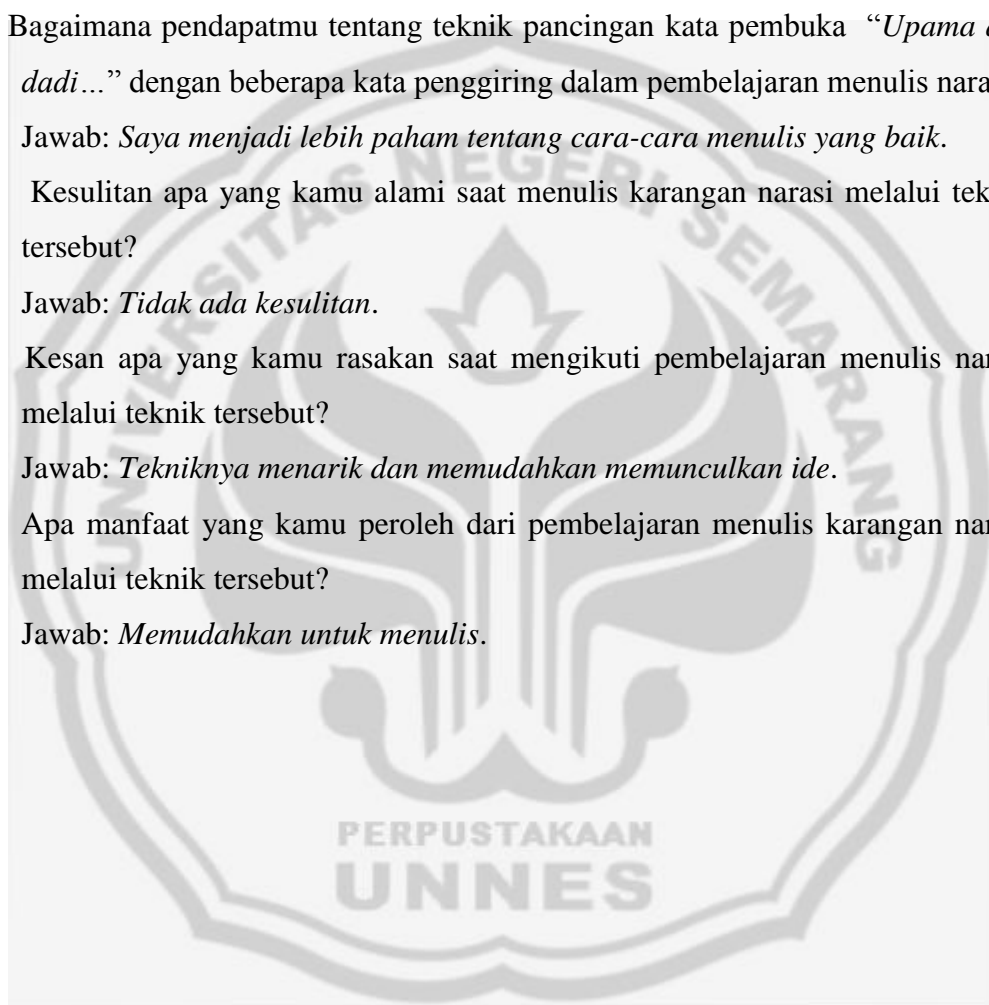 Bagaimana pendapatmu tentang teknik pancingan kata pembuka “Upama
dadi...” dengan beberapa kata penggiring dalam pembelajaran menulis
Jawab: Saya menjadi lebih paham tentang cara-cara menulis yang baik.
Kesulitan apa yang kamu alami saat menulis karangan narasi melalui
tersebut?
Jawab: Tidak ada kesulitan.
Kesan apa yang kamu rasakan saat mengikuti pembelajaran menulis
melalui teknik tersebut?
Jawab: Tekniknya menarik dan memudahkan memunculkan ide.
Apa manfaat yang kamu peroleh dari pembelajaran menulis karangan
melalui teknik tersebut?
Jawab: Memudahkan untuk menulis.
UNIVERSITAS NEGERI SEMARANG
PERPUSTAKAAN
UNNES